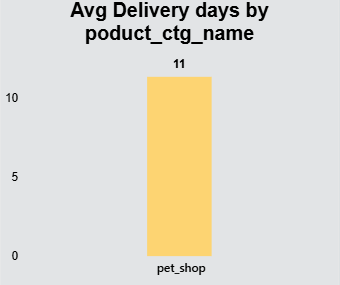 Avg Delivery days by
poduct_ctg_name
11
10
5
0
pet_shop